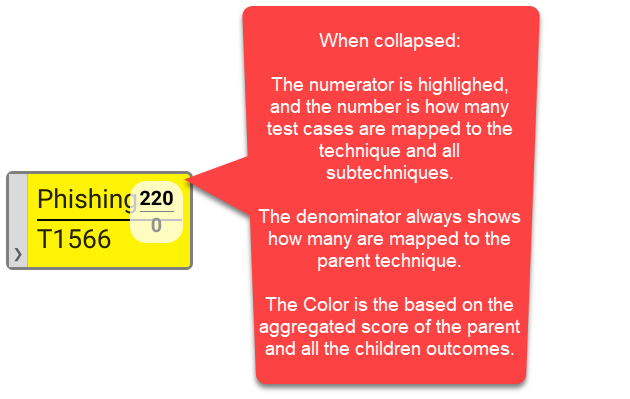 When collapsed:
The numerator is highlighed,
and the number is how many
test cases are mapped to the
technique and all
subtechniques.
The denominator always shows
how many are mapped to the
parent technique.
The Color is the based on the
aggregated score of the parent
and all the children outcomes.
Phishing 220
T1566 0